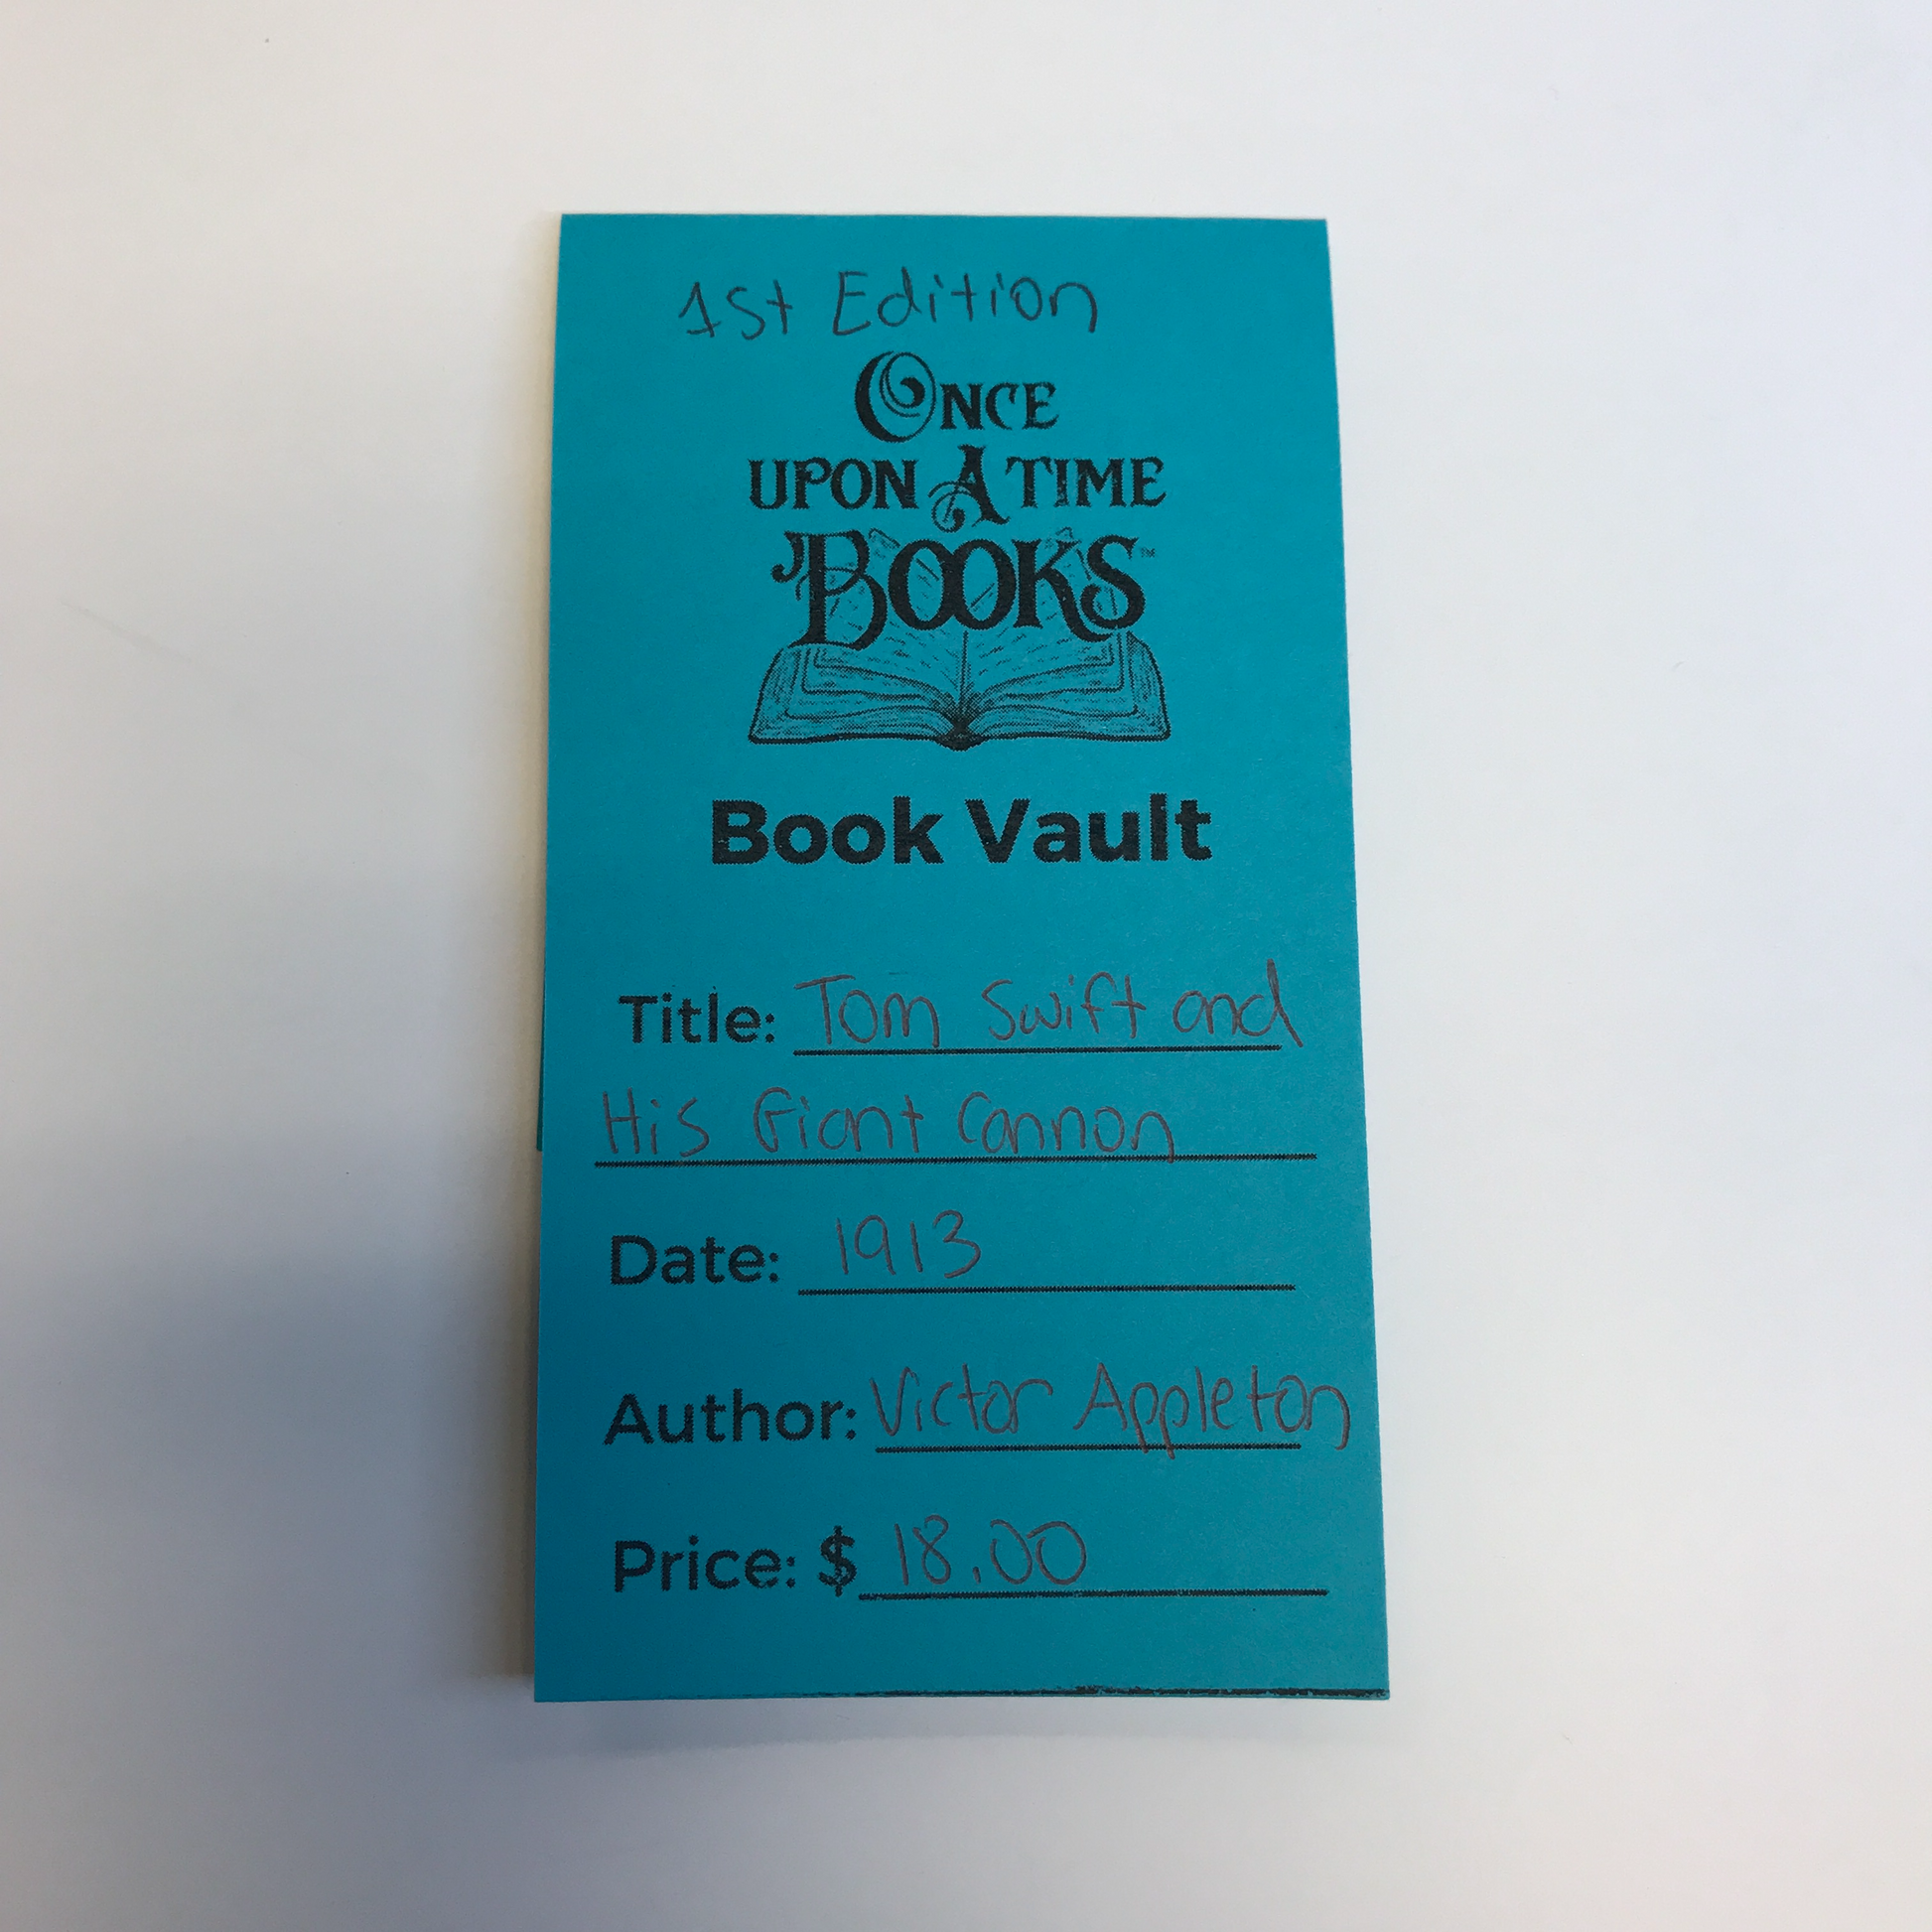 1st Edition
ONCE
UPON A TIME
BOOKS™
Book Vault
Title: Tom Swift and
His Giant Cannon
Date: 1913
Author: Victor Appleton
Price: $ 18.00